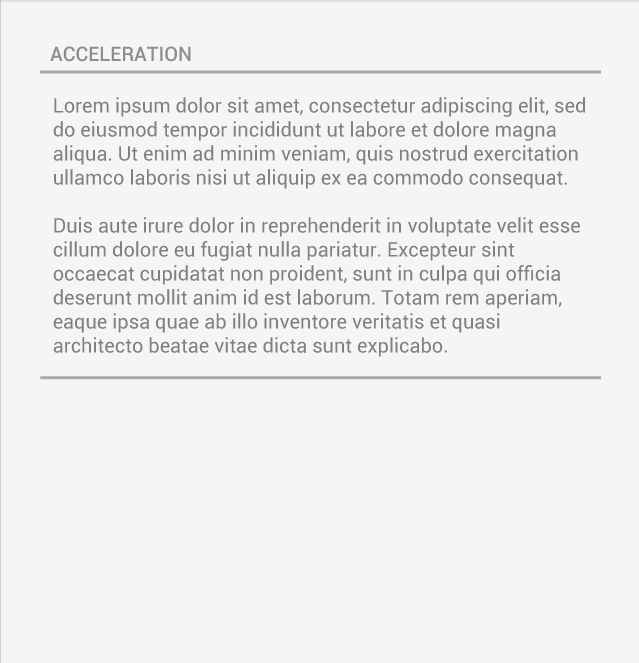 ACCELERATION
Lorem ipsum dolor sit amet, consectetur adipiscing elit, sed
do eiusmod tempor incididunt ut labore et dolore magna
aliqua. Ut enim ad minim veniam, quis nostrud exercitation
ullamco laboris nisi ut aliquip ex ea commodo consequat.
Duis aute irure dolor in reprehenderit in voluptate velit esse
cillum dolore eu fugiat nulla pariatur. Excepteur sint
occaecat cupidatat non proident, sunt in culpa qui officia
deserunt mollit anim id est laborum. Totam rem aperiam,
eaque ipsa quae ab illo inventore veritatis et quasi
architecto beatae vitae dicta sunt explicabo.